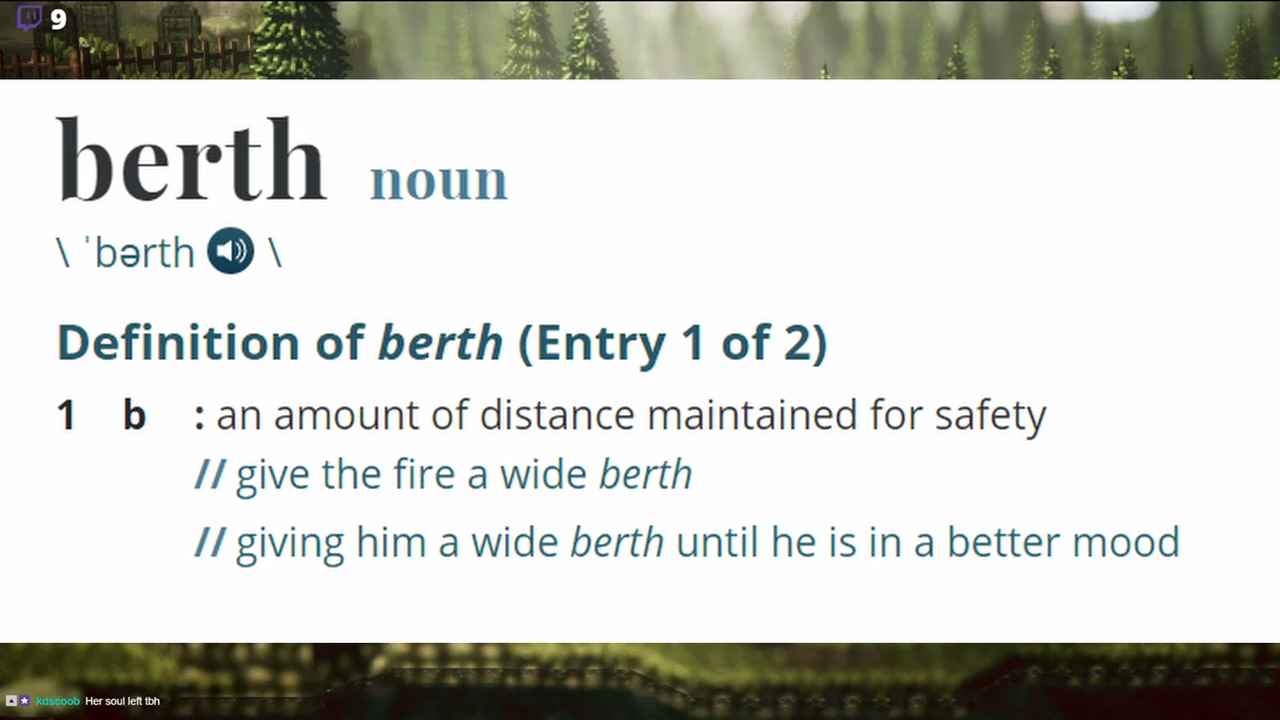 9
berth noun
\ ˈbərth \
Definition of berth (Entry 1 of 2)
1 b : an amount of distance maintained for safety
// give the fire a wide berth
// giving him a wide berth until he is in a better mood
kdscoob Her soul left tbh